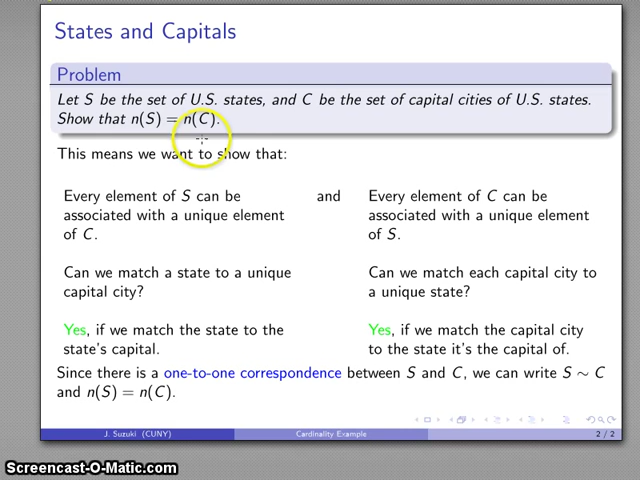 States and Capitals
Problem
Let S be the set of U.S. states, and C be the set of capital cities of U.S. states.
Show that n(S) = n(C).
This means we want to show that:
Every element of S can be associated with a unique element of C.
and
Every element of C can be associated with a unique element of S.
Can we match a state to a unique capital city?
Can we match each capital city to a unique state?
Yes, if we match the state to the state's capital.
Yes, if we match the capital city to the state it's the capital of.
Since there is a one-to-one correspondence between S and C, we can write S ∼ C
and n(S) = n(C).
J. Suzuki (CUNY)
Cardinality Example
2 / 2
Screencast-O-Matic.com